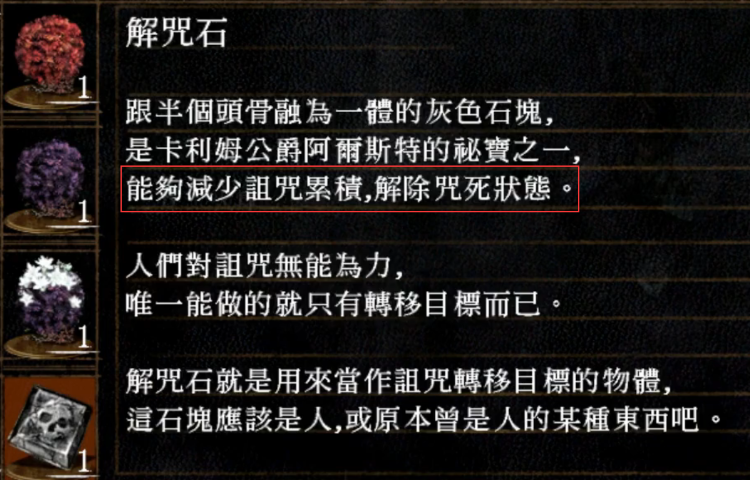 解咒石
跟半個頭骨融為一體的灰色石塊,
是卡利姆公爵阿爾斯特的祕寶之一,
能夠減少詛咒累積,解除咒死狀態。
人們對詛咒無能為力,
唯一能做的就只有轉移目標而已。
解咒石就是用來當作詛咒轉移目標的物體,
這石塊應該是人,或原本曾是人的某種東西吧。
1
1
1
1